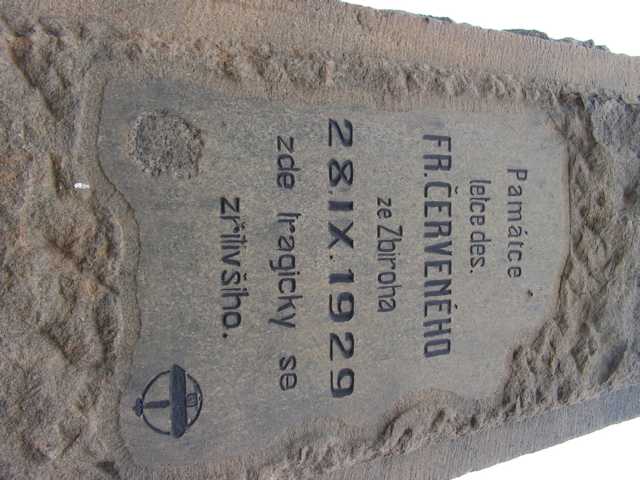 Památce
letce des.
FR. ČERVENÉHO
ze Zbiroha
28. IX. 1929
zde tragicky se
zřítivšího.